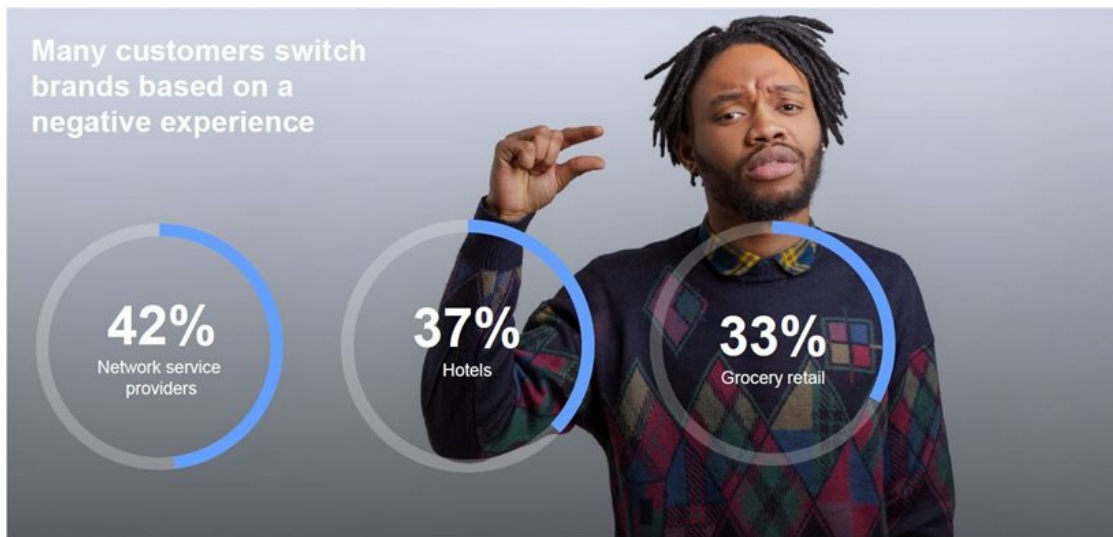 Many customers switch
brands based on a
negative experience
42%
Network service
providers
37%
Hotels
33%
Grocery retail